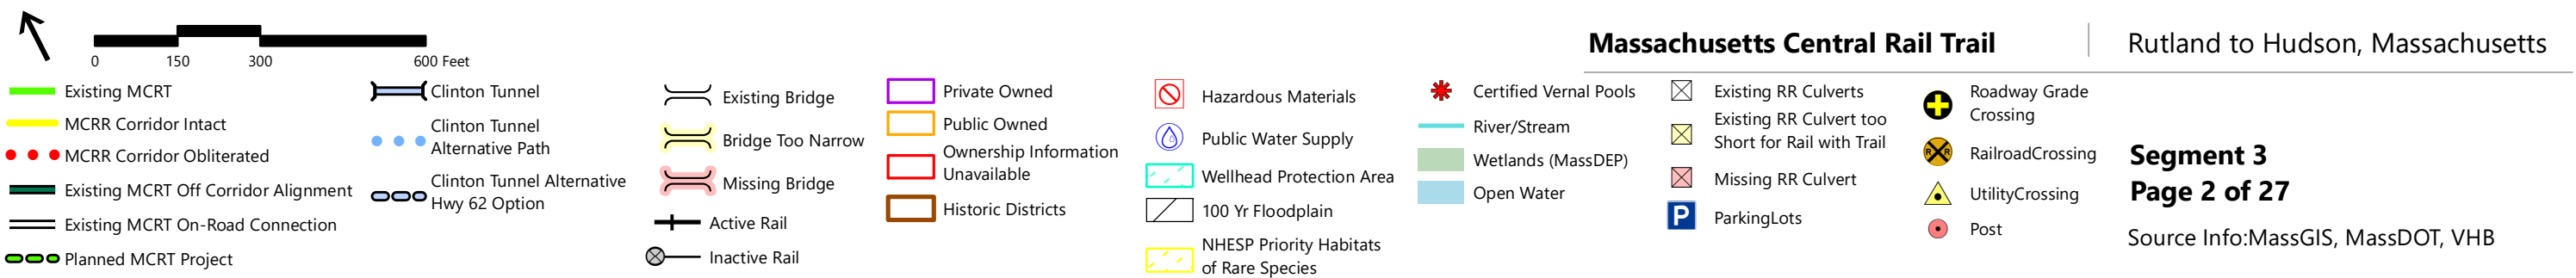 0 150 300 600 Feet
Existing MCRT
MCRR Corridor Intact
MCRR Corridor Obliterated
Existing MCRT Off Corridor Alignment
Existing MCRT On-Road Connection
Planned MCRT Project
Clinton Tunnel
Clinton Tunnel
Alternative Path
Clinton Tunnel Alternative
Hwy 62 Option
Existing Bridge
Bridge Too Narrow
Missing Bridge
Active Rail
Inactive Rail
Private Owned
Public Owned
Ownership Information
Unavailable
Historic Districts
Hazardous Materials
Public Water Supply
Wellhead Protection Area
100 Yr Floodplain
NHESP Priority Habitats
of Rare Species
Certified Vernal Pools
River/Stream
Wetlands (MassDEP)
Open Water
Massachusetts Central Rail Trail
Rutland to Hudson, Massachusetts
Existing RR Culverts
Existing RR Culvert too
Short for Rail with Trail
Missing RR Culvert
P ParkingLots
Roadway Grade
Crossing
R R RailroadCrossing
UtilityCrossing
Post
Segment 3
Page 2 of 27
Source Info:MassGIS, MassDOT, VHB